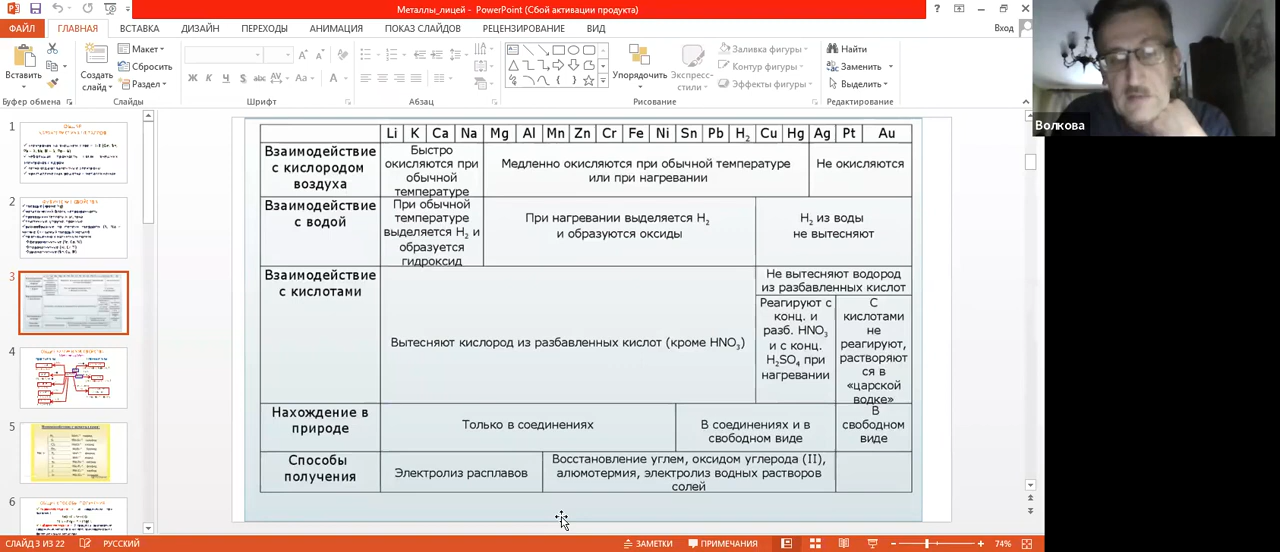 Металлы_лицей - PowerPoint (Сбой активации продукта)
ФАЙЛ ГЛАВНАЯ ВСТАВКА ДИЗАЙН ПЕРЕХОДЫ АНИМАЦИЯ ПОКАЗ СЛАЙДОВ РЕЦЕНЗИРОВАНИЕ ВИД Вход
Вставить
Создать слайд
Макет
Сбросить
Раздел
Упорядочить
Экспресс-стили
Заливка фигуры
Контур фигуры
Эффекты фигуры
Найти
Заменить
Выделить
Буфер обмена Слайды Шрифт Абзац Рисование Редактирование
Волкова
1
2
3
4
5
6
Li K Ca Na Mg Al Mn Zn Cr Fe Ni Sn Pb H₂ Cu Hg Ag Pt Au
Взаимодействие
с кислородом
воздуха
Быстро
окисляются при
обычной
температуре
Медленно окисляются при обычной температуре
или при нагревании
Не окисляются
Взаимодействие
с водой
При обычной
температуре
выделяется H₂ и
образуется
гидроксид
При нагревании выделяется H₂
и образуются оксиды
H₂ из воды
не вытесняют
Взаимодействие
с кислотами
Вытесняют кислород из разбавленных кислот (кроме HNO₃)
Не вытесняют водород
из разбавленных кислот
Реагируют с
конц. и
разб. HNO₃
и с конц.
H₂SO₄ при
нагревании
С
кислотами
не
реагируют,
растворяют
ся в
«царской
водке»
Нахождение в
природе
Только в соединениях
В соединениях и в
свободном виде
В
свободном
виде
Способы
получения
Электролиз расплавов
Восстановление углем, оксидом углерода (II),
алюмотермия, электролиз водных растворов
солей
СЛАЙД 3 ИЗ 22 РУССКИЙ ЗАМЕТКИ ПРИМЕЧАНИЯ 74%